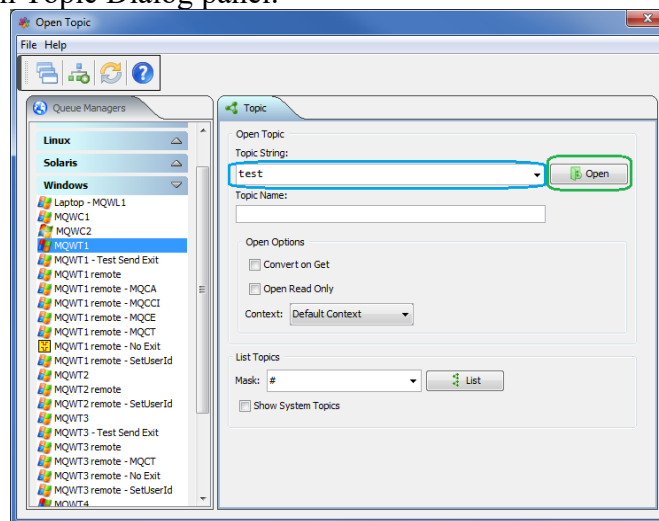 n Topic Dialog panel.
Open Topic
File Help
Queue Managers
Linux
Solaris
Windows
Laptop - MQWL1
MQWC1
MQWC2
MQWT1
MQWT1 - Test Send Exit
MQWT1 remote
MQWT1 remote - MQCA
MQWT1 remote - MQCCI
MQWT1 remote - MQCE
MQWT1 remote - MQCT
MQWT1 remote - No Exit
MQWT1 remote - SetUserId
MQWT2
MQWT2 remote
MQWT2 remote - SetUserId
MQWT3
MQWT3 - Test Send Exit
MQWT3 remote
MQWT3 remote - MQCT
MQWT3 remote - No Exit
MQWT3 remote - SetUserId
MQWT4
Topic
Open Topic
Topic String:
test
Open
Topic Name:
Open Options
Convert on Get
Open Read Only
Context: Default Context
List Topics
Mask: # List
Show System Topics